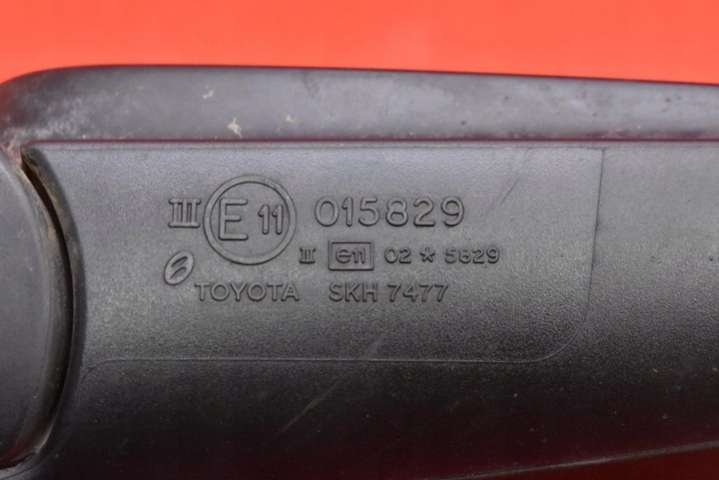 III E 11 015829
II e11 02 * 5829
TOYOTA SKH 7477